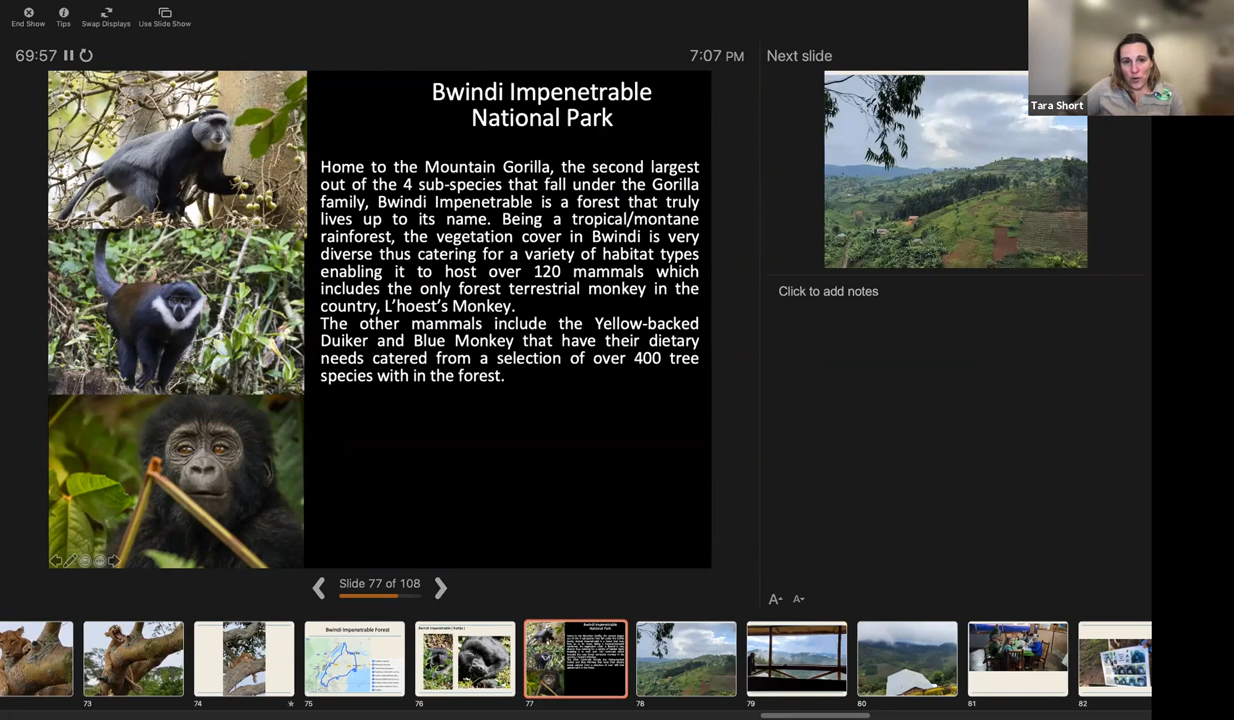 End Show
Tips
Swap Displays
Use Slide Show
69:57
7:07 PM
Next slide
Tara Short
Bwindi Impenetrable
National Park
Home to the Mountain Gorilla, the second largest
out of the 4 sub-species that fall under the Gorilla
family, Bwindi Impenetrable is a forest that truly
lives up to its name. Being a tropical/montane
rainforest, the vegetation cover in Bwindi is very
diverse thus catering for a variety of habitat types
enabling it to host over 120 mammals which
includes the only forest terrestrial monkey in the
country, L'hoest's Monkey.
The other mammals include the Yellow-backed
Duiker and Blue Monkey that have their dietary
needs catered from a selection of over 400 tree
species with in the forest.
Click to add notes
Slide 77 of 108
A
A
Bwindi Impenetrable Forest
Bwindi Impenetrable
Bwindi Impenetrable
National Park
73
74
75
76
77
78
79
80
81
82